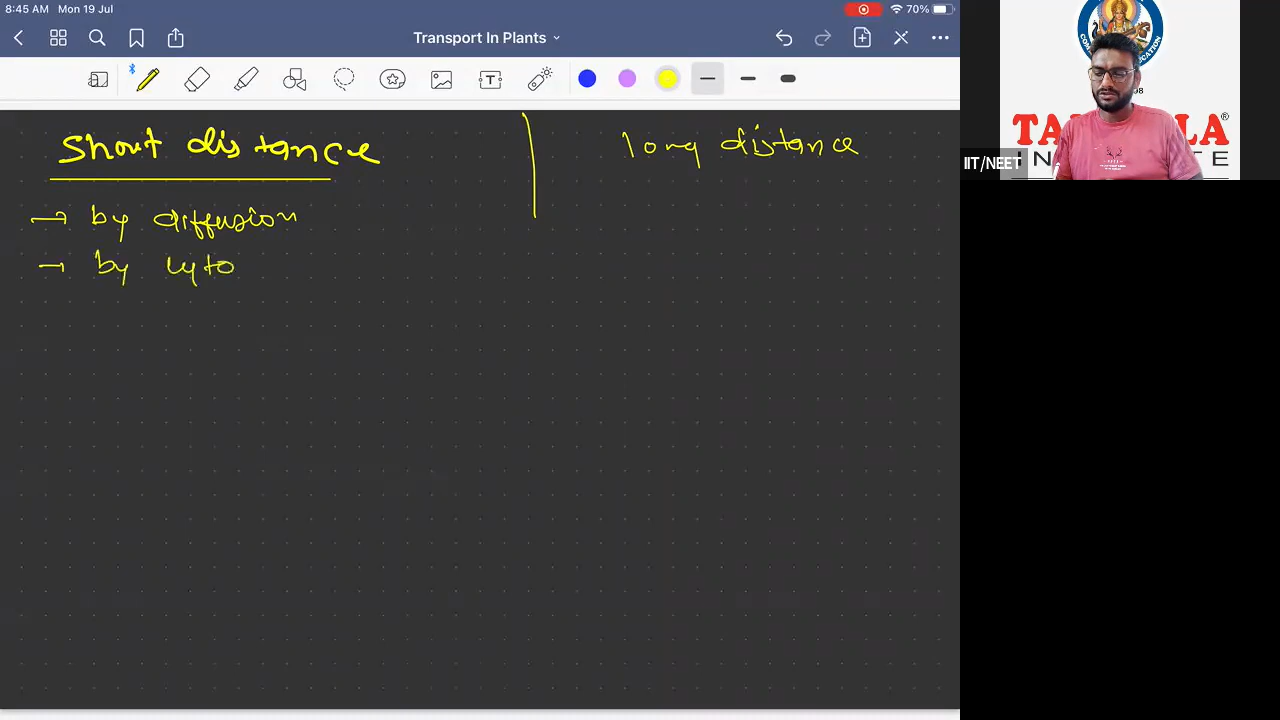 8:45 AM Mon 19 Jul
70%
Transport In Plants
Short distance
long distance
→ by diffusion
→ by cyto
IIT/NEET